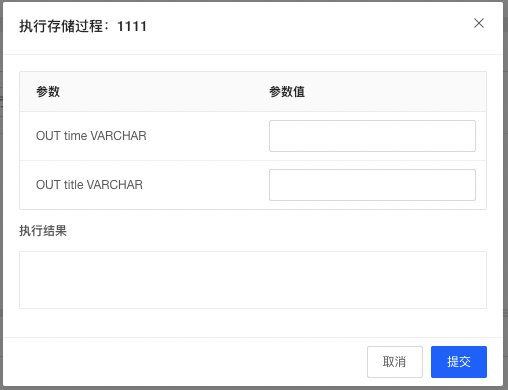 执行存储过程：1111
参数 参数值
OUT time VARCHAR
OUT title VARCHAR
执行结果
取消 提交